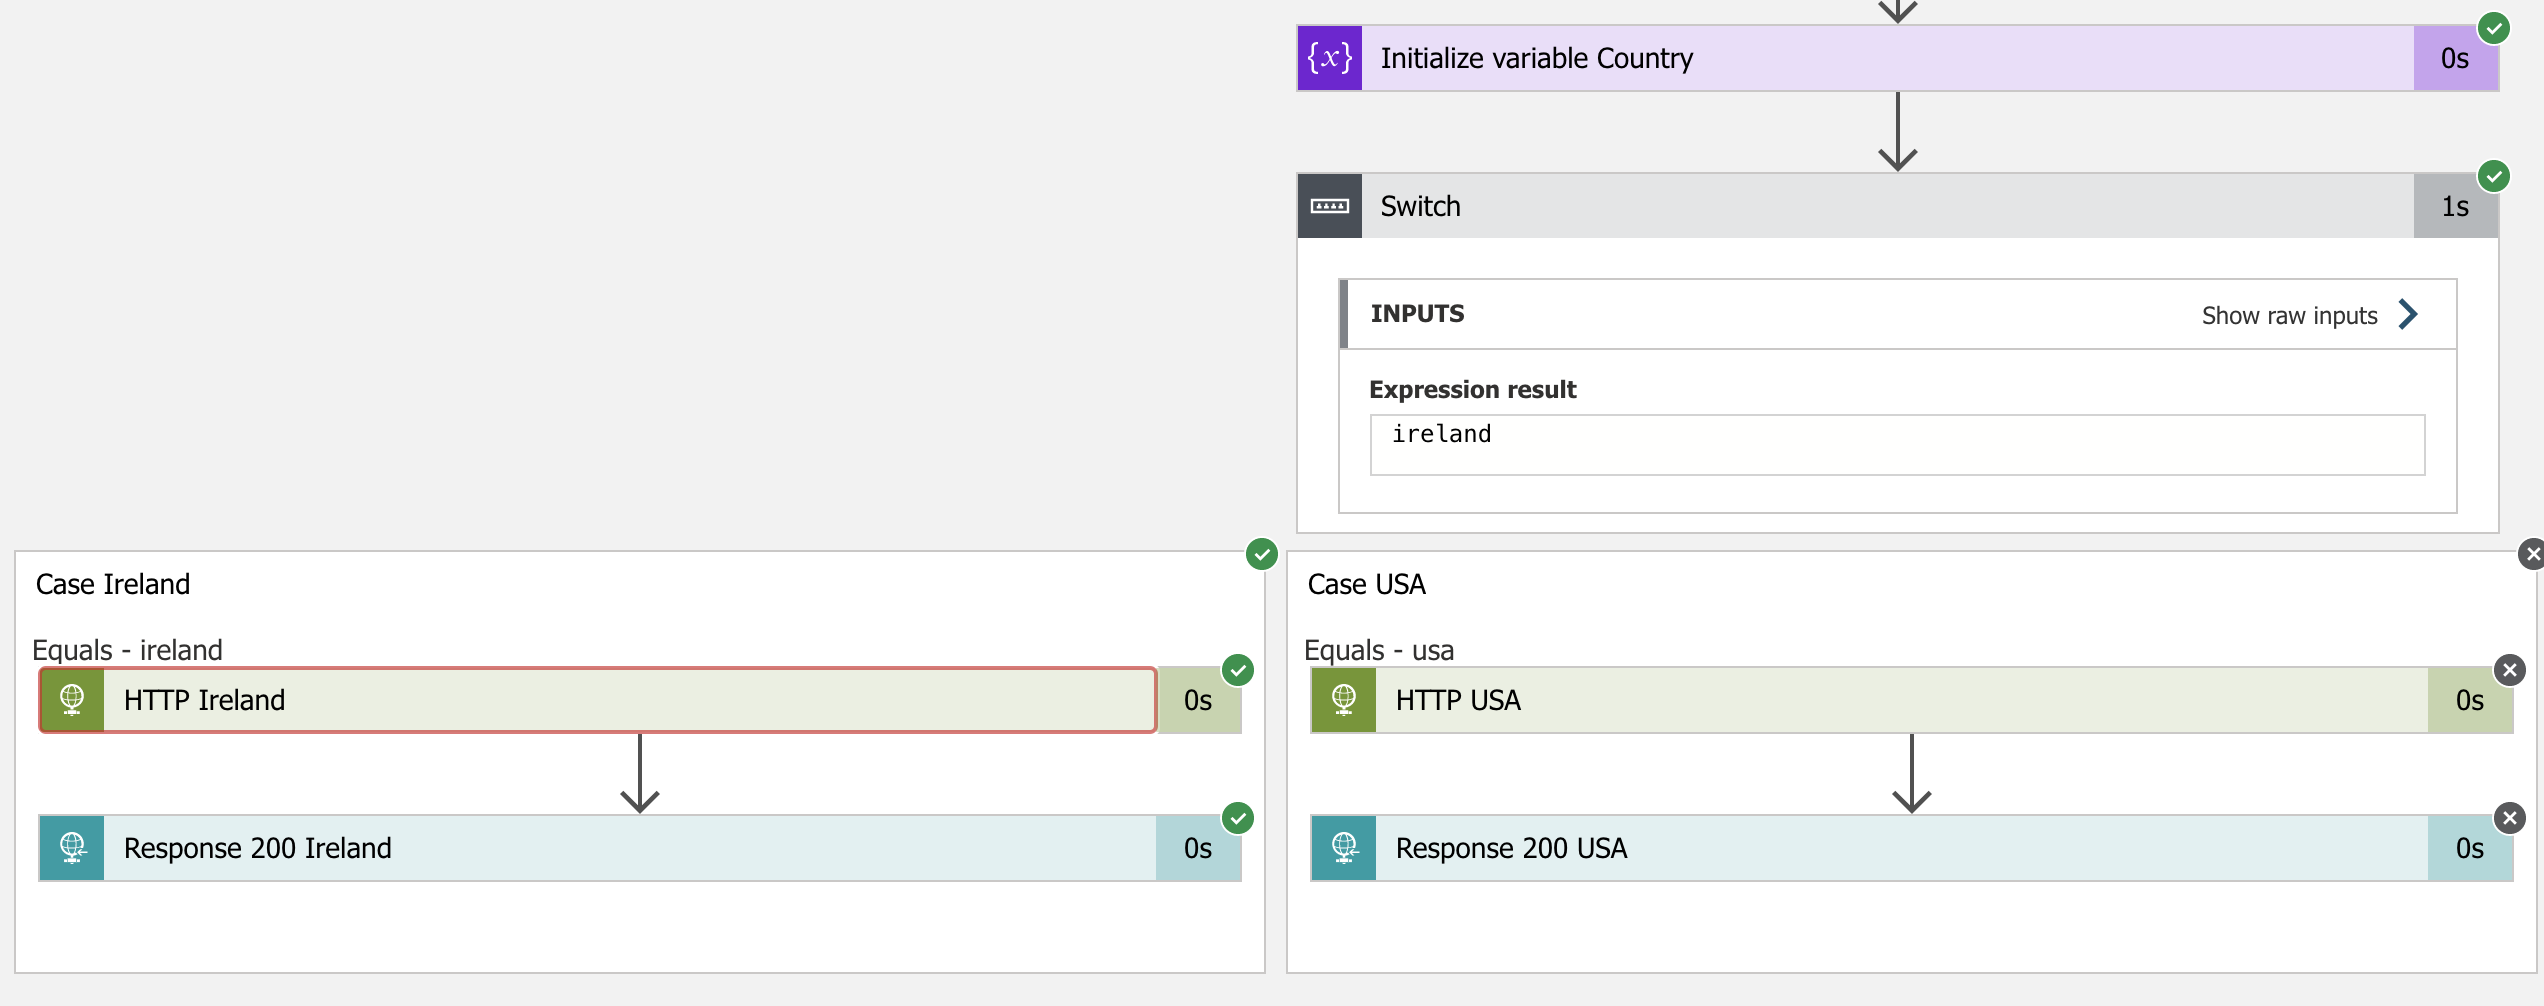 {x} Initialize variable Country 0s
Switch 1s
INPUTS Show raw inputs
Expression result
ireland
Case Ireland
Equals - ireland
HTTP Ireland 0s
Response 200 Ireland 0s
Case USA
Equals - usa
HTTP USA 0s
Response 200 USA 0s